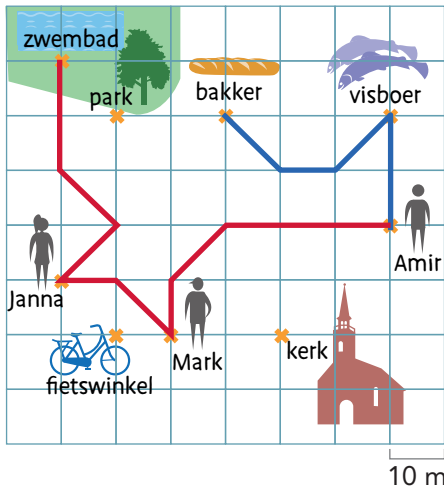 zwembad
park
bakker
visboer
Amir
Janna
Mark
kerk
fietswinkel
10 m